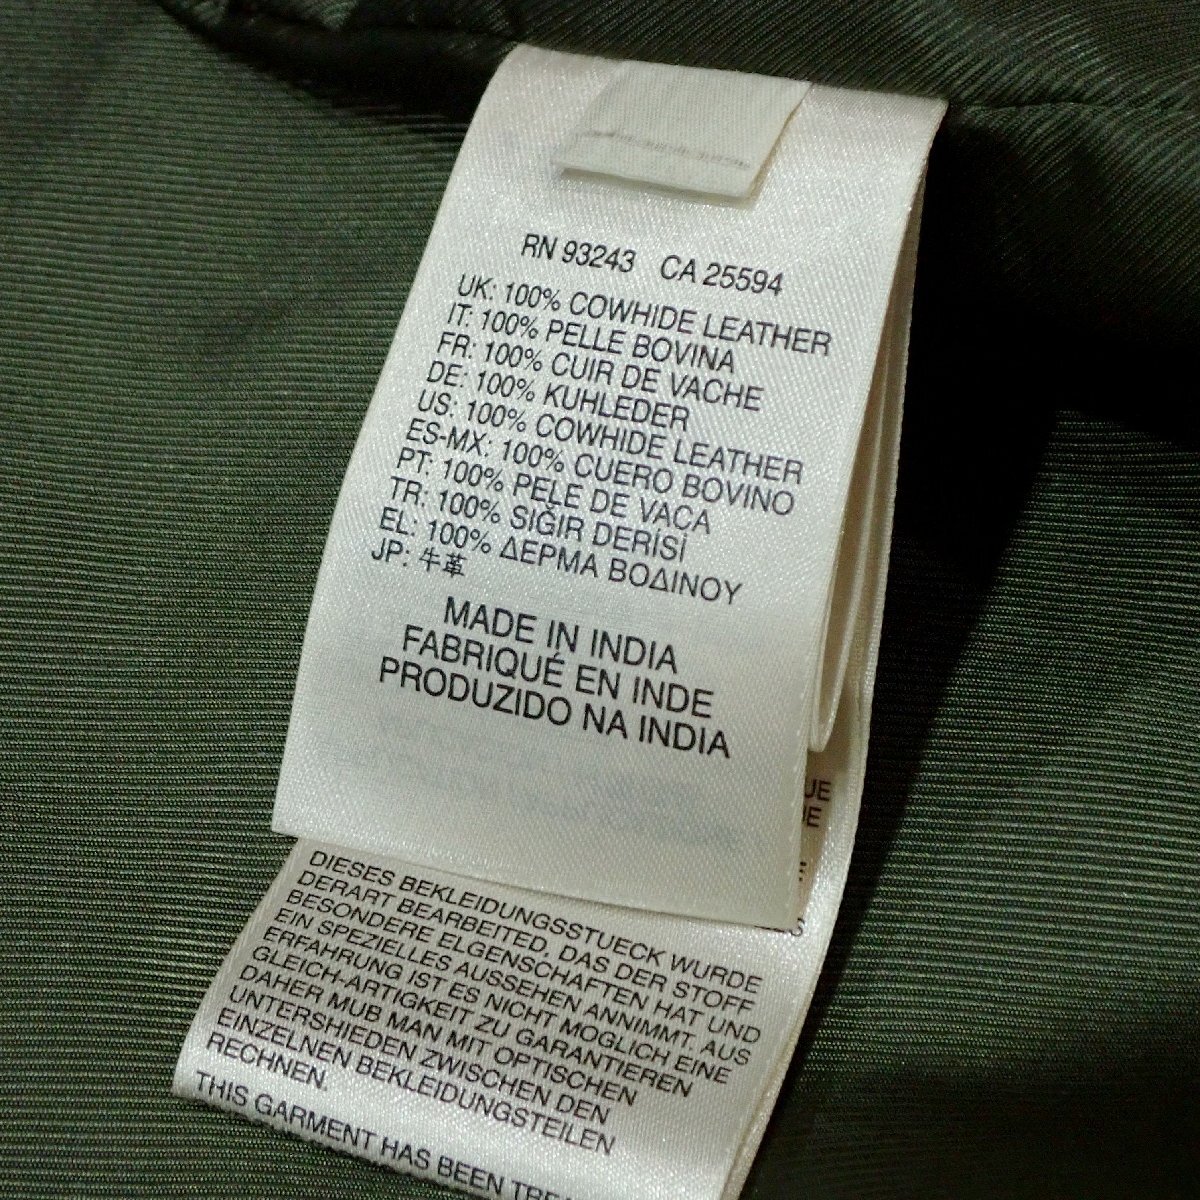 RN 93243 CA 25594
UK: 100% COWHIDE LEATHER
IT: 100% PELLE BOVINA
FR: 100% CUIR DE VACHE
DE: 100% KUHLEDER
US: 100% COWHIDE LEATHER
ES-MX: 100% CUERO BOVINO
PT: 100% PELE DE VACA
TR: 100% SIĞIR DERİSİ
EL: 100% ΔΕΡΜΑ ΒΟΔΙΝΟΥ
JP: 牛革
MADE IN INDIA
FABRIQUÉ EN INDE
PRODUZIDO NA INDIA
UE
DIESES BEKLEIDUNGSSTUECK WURDE
DERART BEARBEITED, DAS DER STOFF
BESONDERE ELGENSCHAFTEN HAT UND
EIN SPEZIELLES AUSSEHEN ANNIMMT. AUS
ERFAHRUNG IST ES NICHT MOGLICH EINE
GLEICH-ARTIGKEIT ZU GARANTIEREN
DAHER MUB MAN MIT OPTISCHEN
UNTERSHIEDEN ZWISCHEN DEN
EINZELNEN BEKLEIDUNGSTEILEN
RECHNEN.
THIS GARMENT HAS BEEN TREA